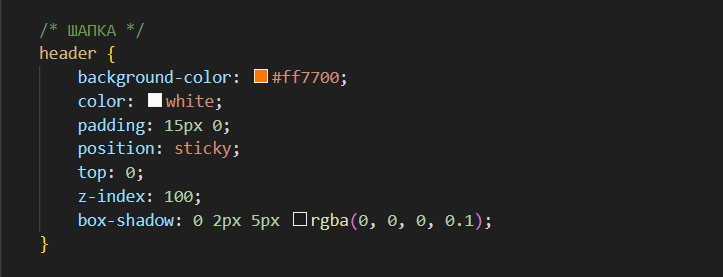 /* ШАПКА */
header {
    background-color: #ff7700;
    color: white;
    padding: 15px 0;
    position: sticky;
    top: 0;
    z-index: 100;
    box-shadow: 0 2px 5px rgba(0, 0, 0, 0.1);
}